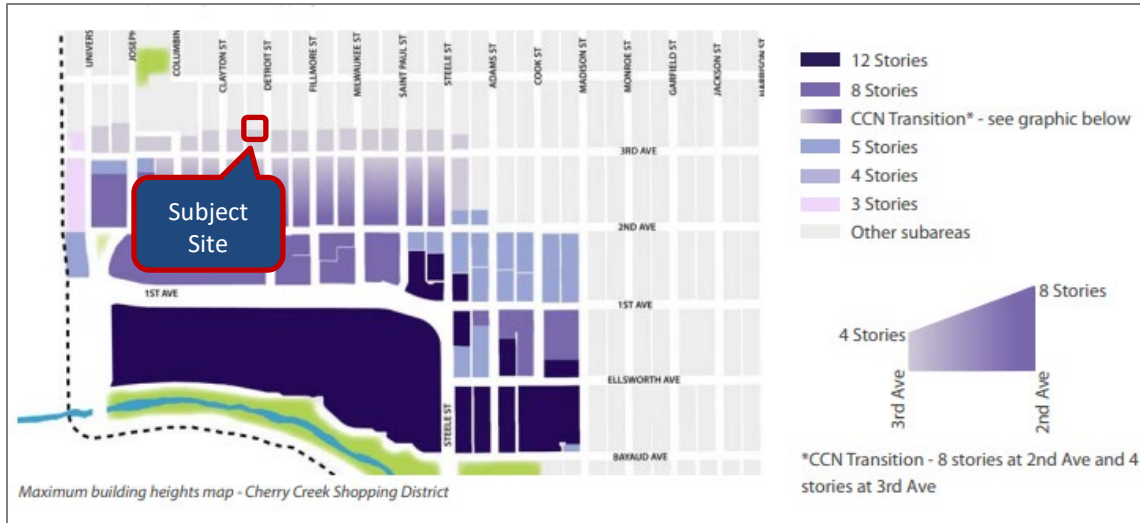 UNIVERS
JOSEPH
COLUMBIN
CLAYTON ST
DETROIT ST
FILLMORE ST
MILWAUKEE ST
SAINT PAUL ST
STEELE ST
ADAMS ST
COOK ST
MADISON ST
MONROE ST
GARFIELD ST
JACKSON ST
HARRISON ST
3RD AVE
Subject
Site
2ND AVE
1ST AVE
1ST AVE
ELLSWORTH AVE
STEELE ST
BAYAUD AVE
Maximum building heights map - Cherry Creek Shopping District
12 Stories
8 Stories
CCN Transition* - see graphic below
5 Stories
4 Stories
3 Stories
Other subareas
8 Stories
4 Stories
3rd Ave
2nd Ave
*CCN Transition - 8 stories at 2nd Ave and 4
stories at 3rd Ave